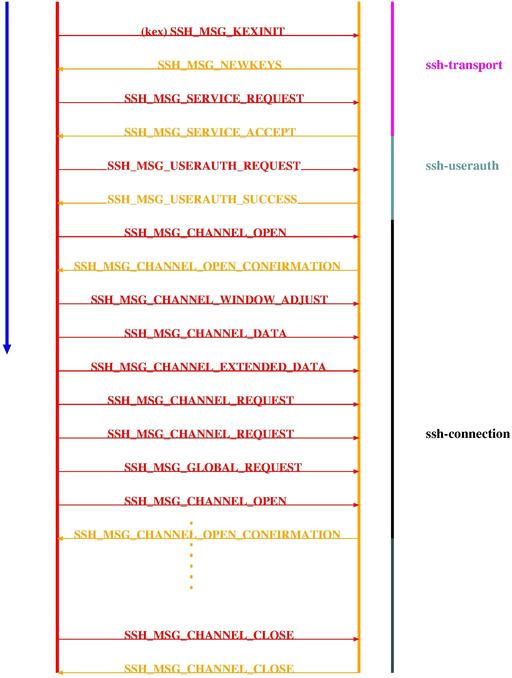 (kex) SSH_MSG_KEXINIT
SSH_MSG_NEWKEYS
ssh-transport
SSH_MSG_SERVICE_REQUEST
SSH_MSG_SERVICE_ACCEPT
SSH_MSG_USERAUTH_REQUEST
ssh-userauth
SSH_MSG_USERAUTH_SUCCESS
SSH_MSG_CHANNEL_OPEN
SSH_MSG_CHANNEL_OPEN_CONFIRMATION
SSH_MSG_CHANNEL_WINDOW_ADJUST
SSH_MSG_CHANNEL_DATA
SSH_MSG_CHANNEL_EXTENDED_DATA
SSH_MSG_CHANNEL_REQUEST
SSH_MSG_CHANNEL_REQUEST
ssh-connection
SSH_MSG_GLOBAL_REQUEST
SSH_MSG_CHANNEL_OPEN
SSH_MSG_CHANNEL_OPEN_CONFIRMATION
SSH_MSG_CHANNEL_CLOSE
SSH_MSG_CHANNEL_CLOSE